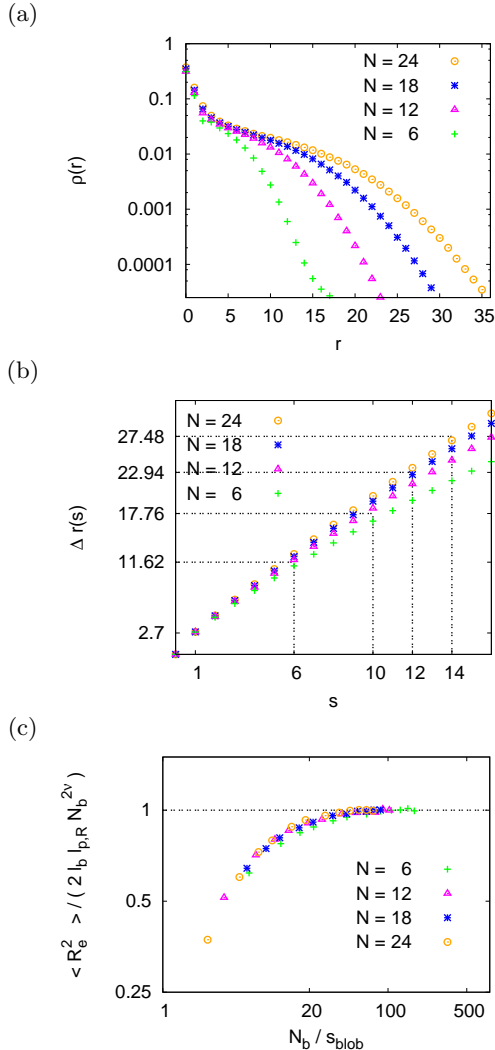 (a)
1
0.1
0.01
0.001
0.0001
ρ(r)
0 5 10 15 20 25 30 35
r
N = 24
N = 18
N = 12
N = 6
(b)
27.48
22.94
17.76
11.62
2.7
Δ r(s)
1 6 10 12 14
s
N = 24
N = 18
N = 12
N = 6
(c)
1
0.5
0.25
< R_e^2 > / ( 2 l_b l_{p,R} N_b^{2ν} )
1 20 100 500
N_b / s_blob
N = 6
N = 12
N = 18
N = 24